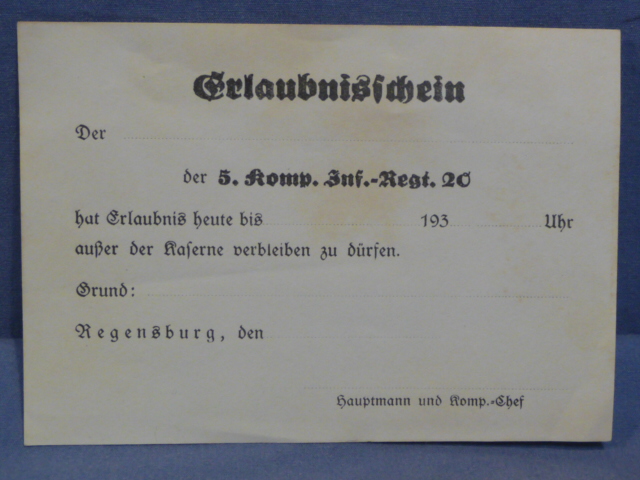 Erlaubnisschein
Der
der 5. Komp. Inf.-Regt. 20
hat Erlaubnis heute bis 193 Uhr
außer der Kaserne verbleiben zu dürfen.
Grund:
Regensburg, den
Hauptmann und Komp.-Chef